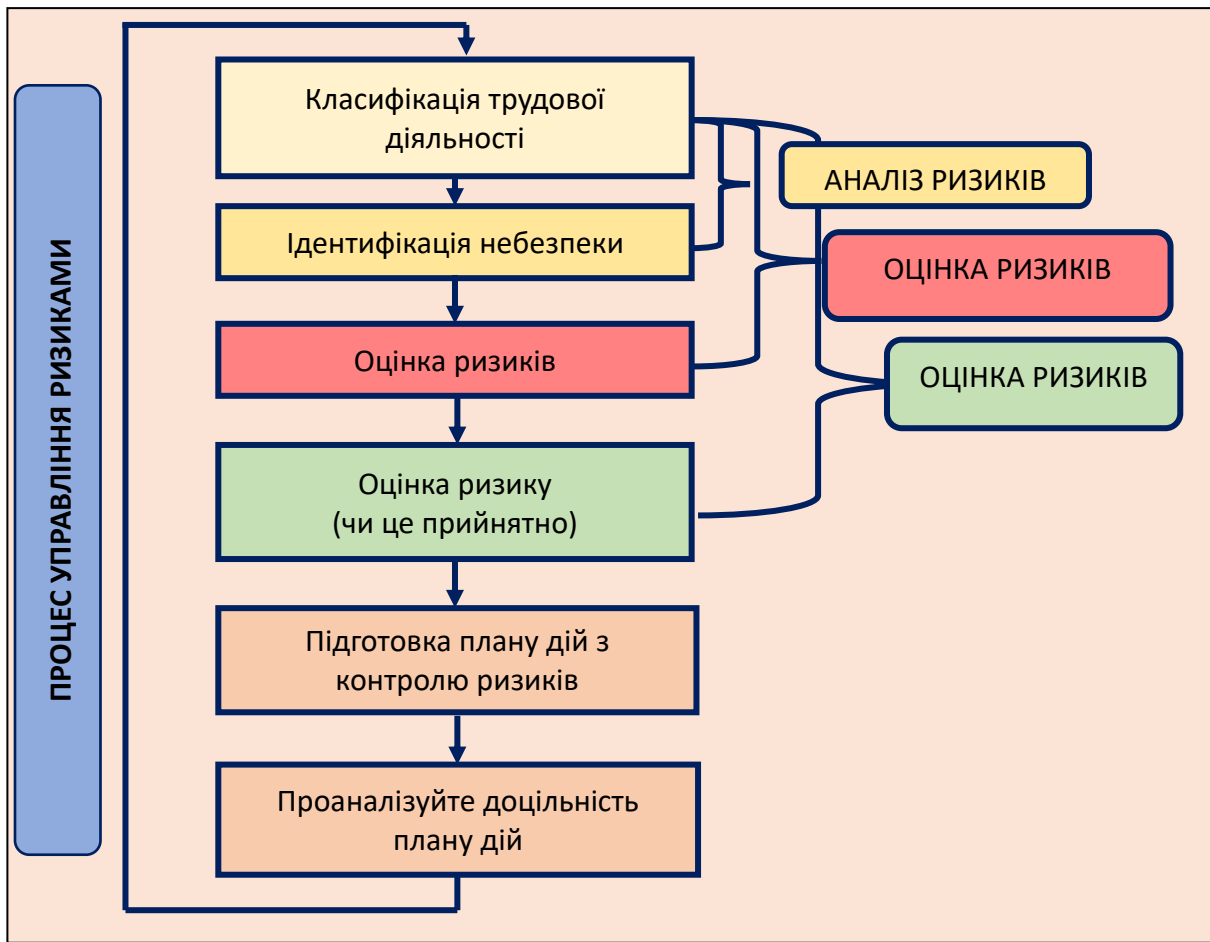 ПРОЦЕС УПРАВЛІННЯ РИЗИКАМИ
Класифікація трудової
діяльності
АНАЛІЗ РИЗИКІВ
Ідентифікація небезпеки
ОЦІНКА РИЗИКІВ
Оцінка ризиків
ОЦІНКА РИЗИКІВ
Оцінка ризику
(чи це прийнятно)
Підготовка плану дій з
контролю ризиків
Проаналізуйте доцільність
плану дій